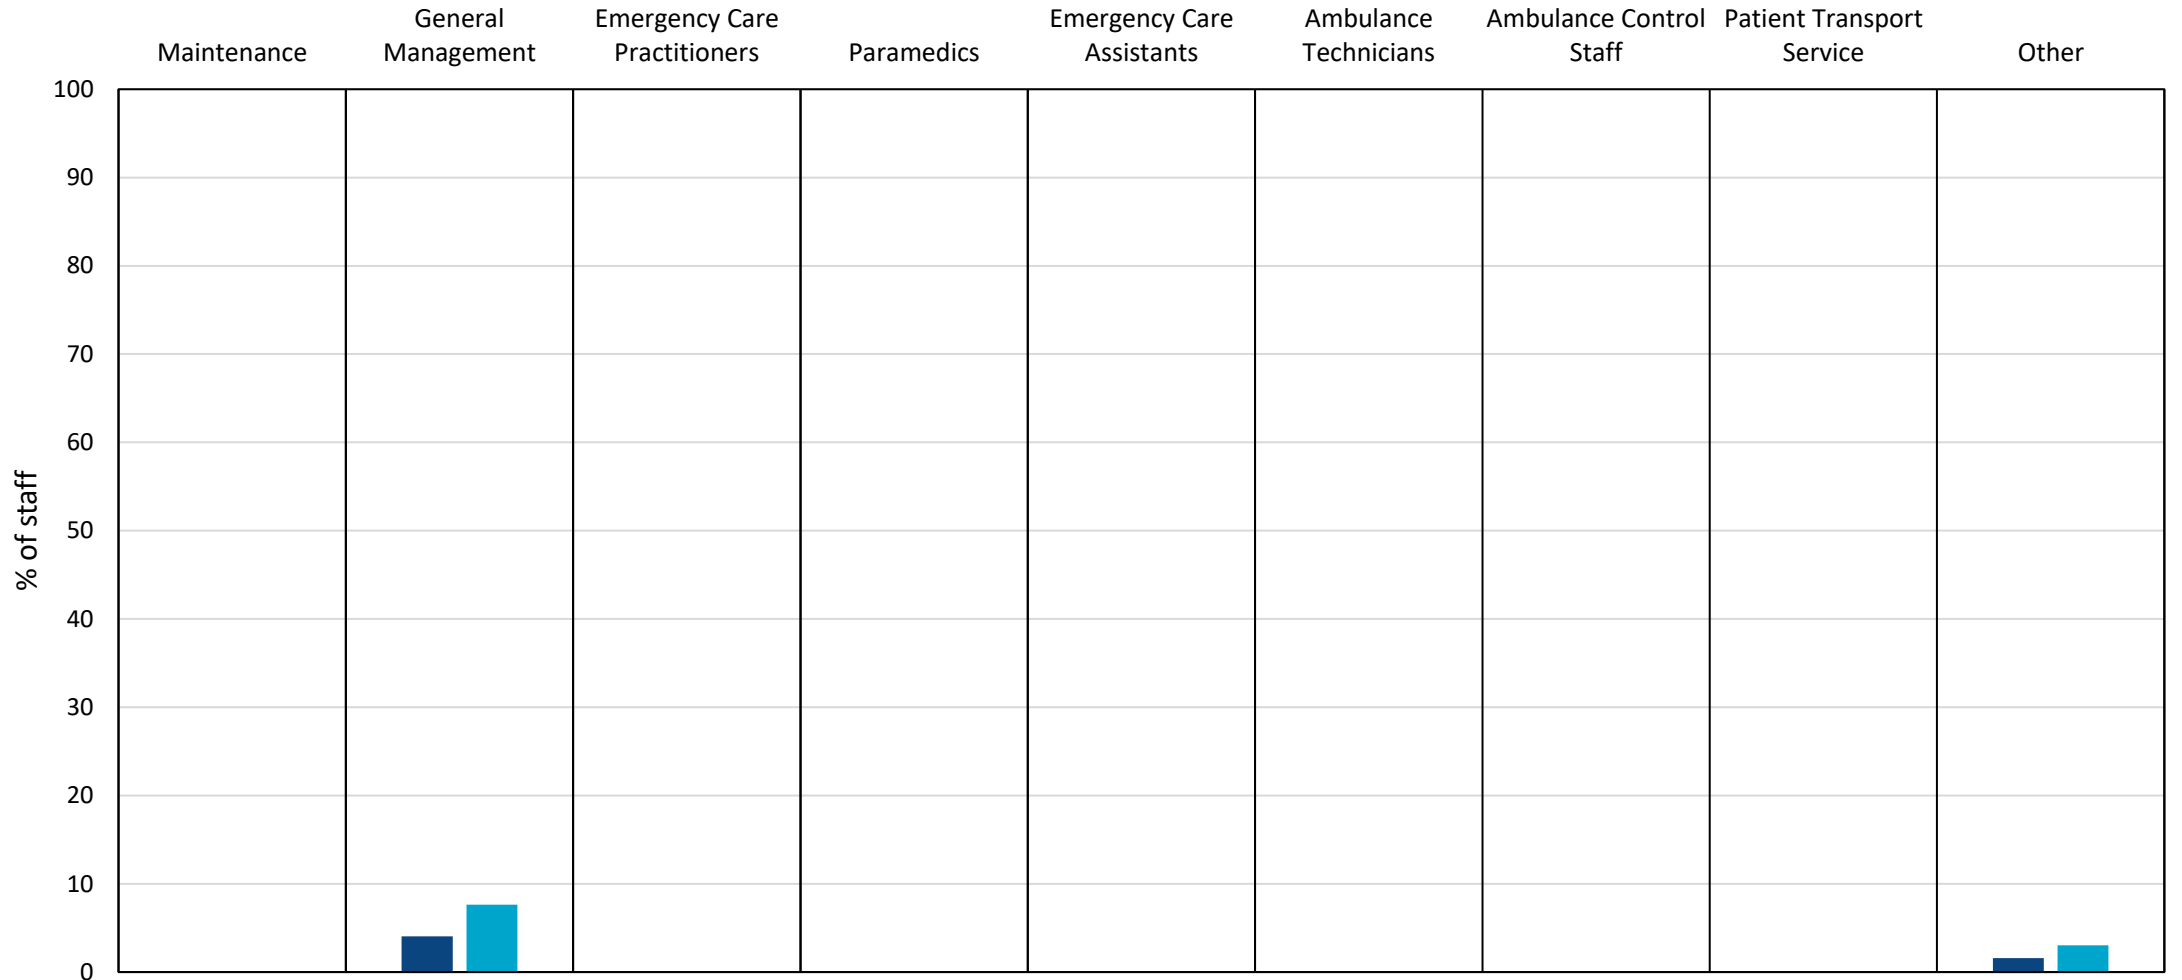 Maintenance
General
Management
Emergency Care
Practitioners
Paramedics
Emergency Care
Assistants
Ambulance
Technicians
Ambulance Control
Staff
Patient Transport
Service
Other
100
90
80
70
60
50
40
30
20
10
0
% of staff